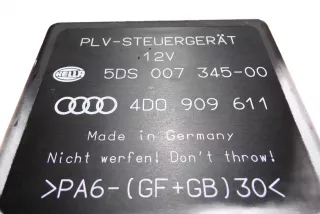 PLV-STEUERGERÄT
12V
HELLA 5DS 007 345-00
4D0 909 611
Made in Germany
Nicht werfen! Don't throw!
>PA6-(GF+GB)30<